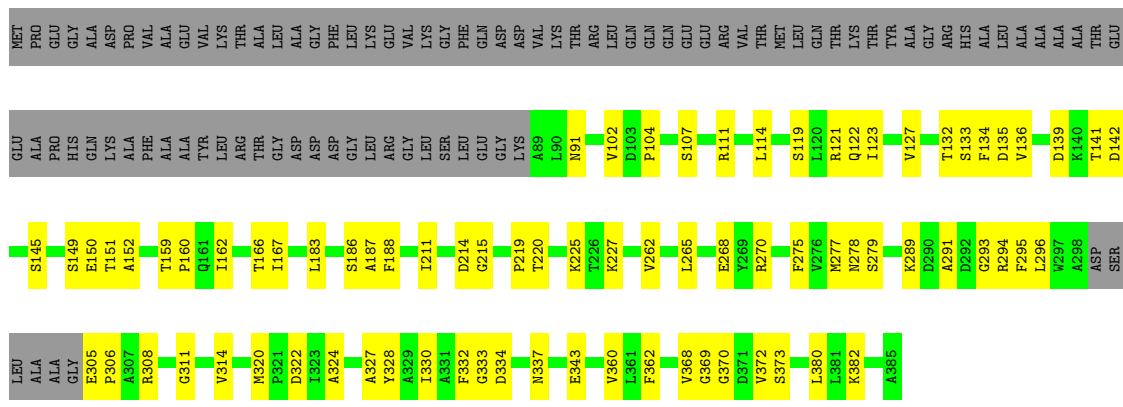 MET PRO GLU GLY ALA ASP PRO VAL ALA GLU VAL LYS THR ALA LEU ALA GLY PHE LEU LYS GLU VAL LYS GLY PHE GLN ASP ASP VAL LYS THR ARG LEU GLN GLN GLN GLU GLU ARG VAL THR MET LEU GLN THR LYS THR TYR ALA GLY ARG HIS ALA LEU ALA ALA ALA ALA THR GLU
GLU ALA PRO HIS GLN LYS ALA PHE ALA ALA TYR LEU ARG THR GLY ASP ASP ASP GLY LEU ARG GLY LEU SER LEU GLU GLY LYS A89 L90 N91 V102 D103 P104 S107 R111 L114 S119 L120 R121 Q122 I123 V127 T132 S133 F134 D135 V136 D139 K140 T141 D142
S145 S149 E150 T151 A152 T159 P160 Q161 I162 T166 I167 L183 S186 A187 F188 I211 D214 G215 P219 T220 K225 T226 K227 V262 L265 E268 Y269 R270 F275 V276 M277 N278 S279 K289 D290 A291 D292 G293 R294 F295 L296 W297 A298 ASP SER
LEU ALA ALA GLY E305 P306 A307 R308 G311 V314 M320 P321 D322 I323 A324 A327 Y328 A329 I330 A331 F332 G333 D334 N337 E343 V360 L361 F362 V368 G369 G370 D371 V372 S373 L380 L381 K382 A385